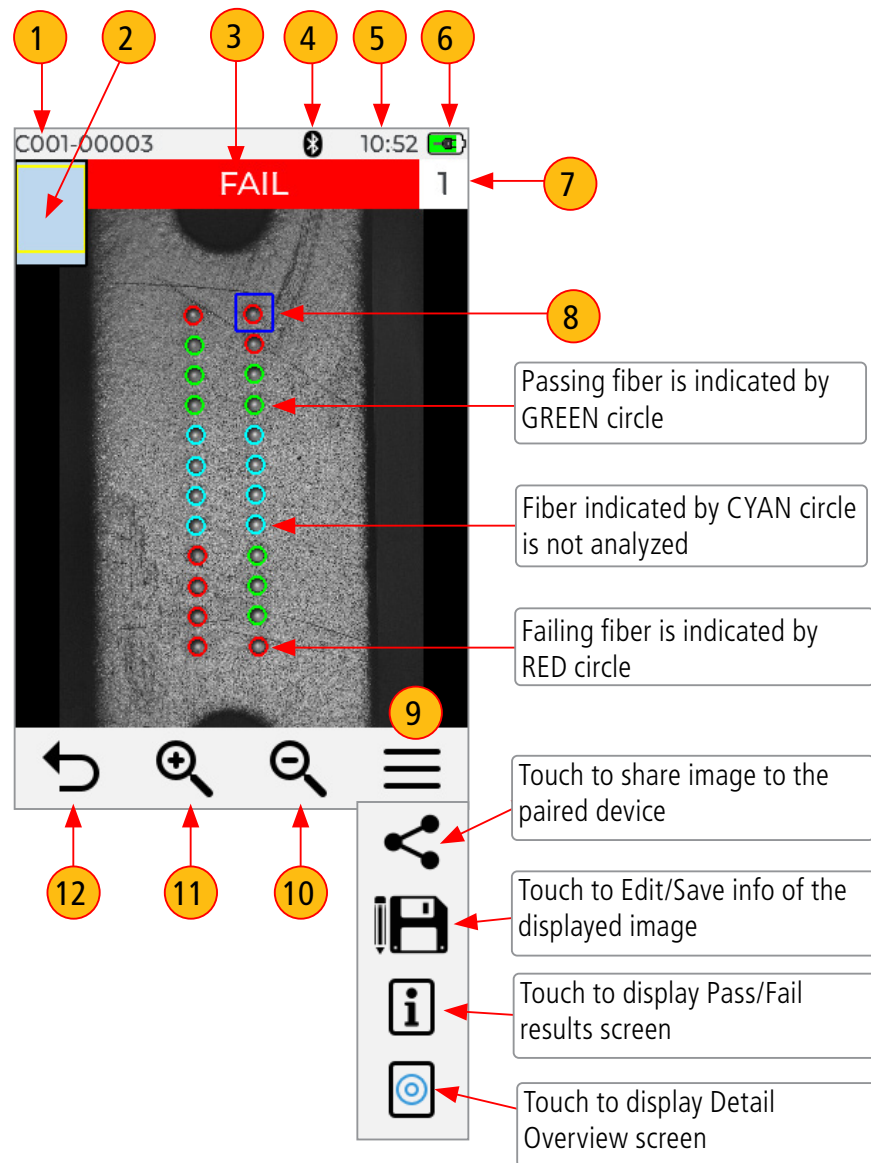 1
2
3
4
5
6
C001-00003
10:52
FAIL
1
7
8
Passing fiber is indicated by
GREEN circle
Fiber indicated by CYAN circle
is not analyzed
Failing fiber is indicated by
RED circle
9
Touch to share image to the
paired device
12
11
10
Touch to Edit/Save info of the
displayed image
Touch to display Pass/Fail
results screen
Touch to display Detail
Overview screen